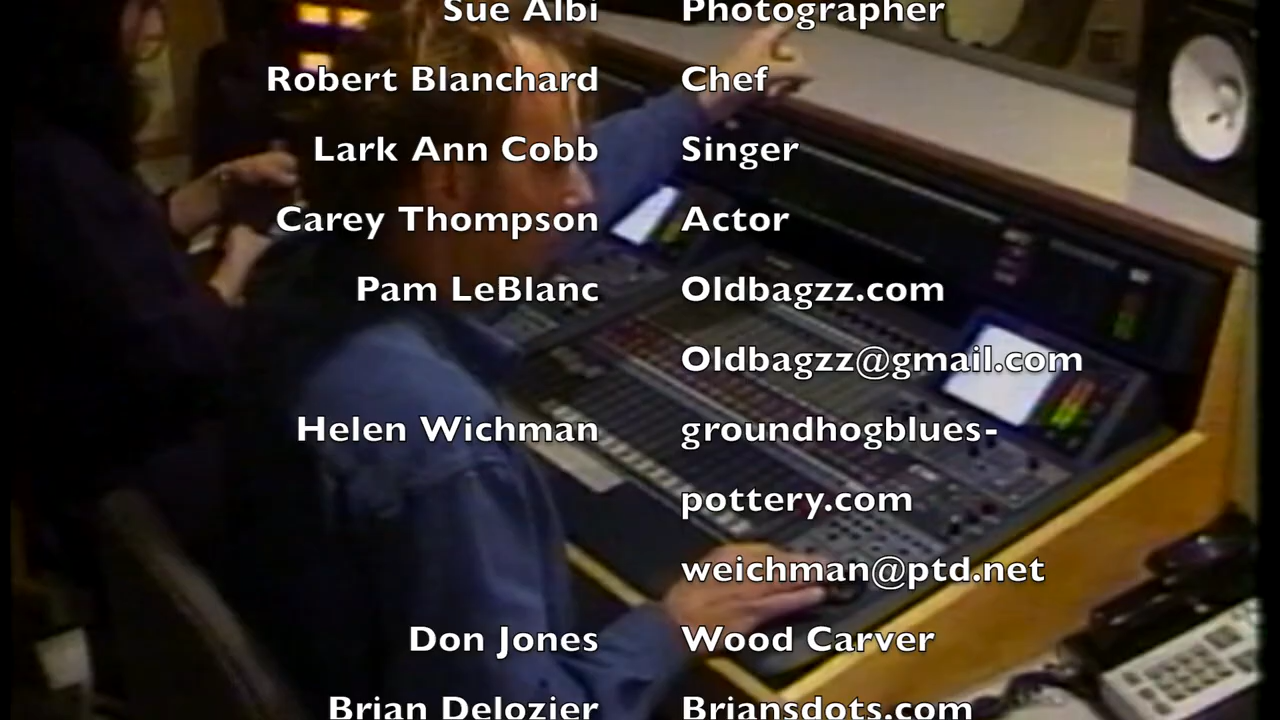 Sue Albi Photographer
Robert Blanchard Chef
Lark Ann Cobb Singer
Carey Thompson Actor
Pam LeBlanc Oldbagzz.com
Oldbagzz@gmail.com
Helen Wichman groundhogblues-
pottery.com
weichman@ptd.net
Don Jones Wood Carver
Brian Delozier Briansdots.com